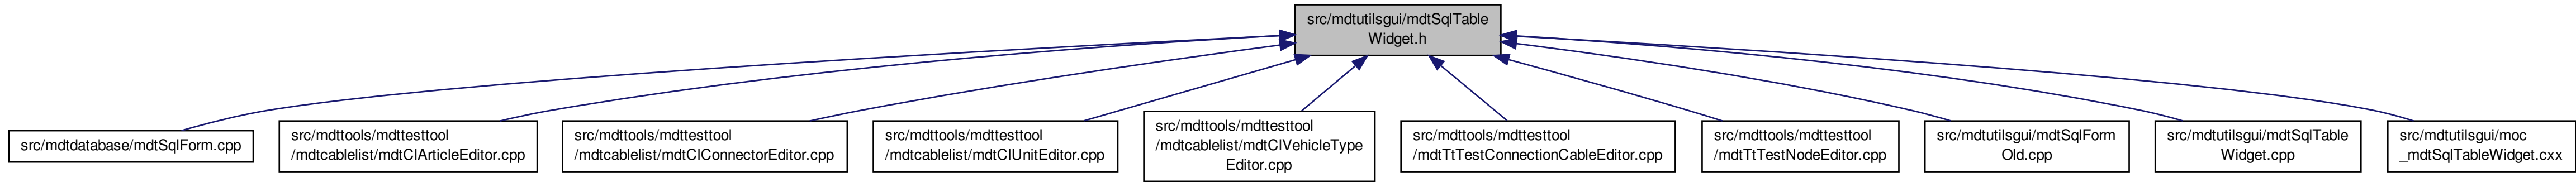 src/mdtutilsgui/mdtSqlTable
Widget.h
src/mdtdatabase/mdtSqlForm.cpp
src/mdttools/mdttesttool
/mdtcablelist/mdtClArticleEditor.cpp
src/mdttools/mdttesttool
/mdtcablelist/mdtClConnectorEditor.cpp
src/mdttools/mdttesttool
/mdtcablelist/mdtClUnitEditor.cpp
src/mdttools/mdttesttool
/mdtcablelist/mdtClVehicleType
Editor.cpp
src/mdttools/mdttesttool
/mdtTtTestConnectionCableEditor.cpp
src/mdttools/mdttesttool
/mdtTtTestNodeEditor.cpp
src/mdtutilsgui/mdtSqlForm
Old.cpp
src/mdtutilsgui/mdtSqlTable
Widget.cpp
src/mdtutilsgui/moc
_mdtSqlTableWidget.cxx